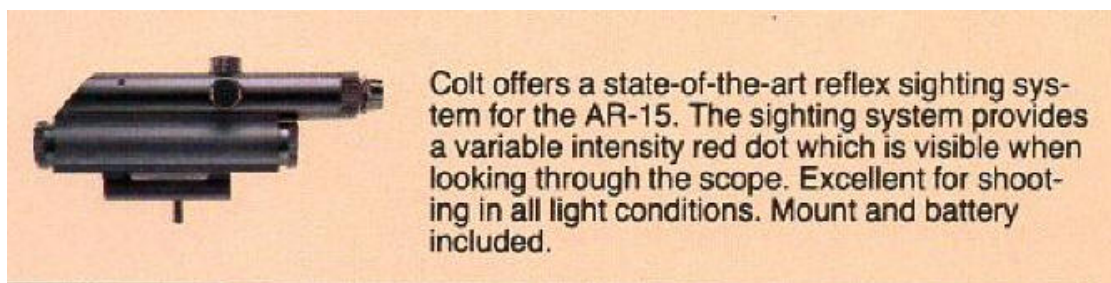 Colt offers a state-of-the-art reflex sighting sys-
tem for the AR-15. The sighting system provides
a variable intensity red dot which is visible when
looking through the scope. Excellent for shoot-
ing in all light conditions. Mount and battery
included.